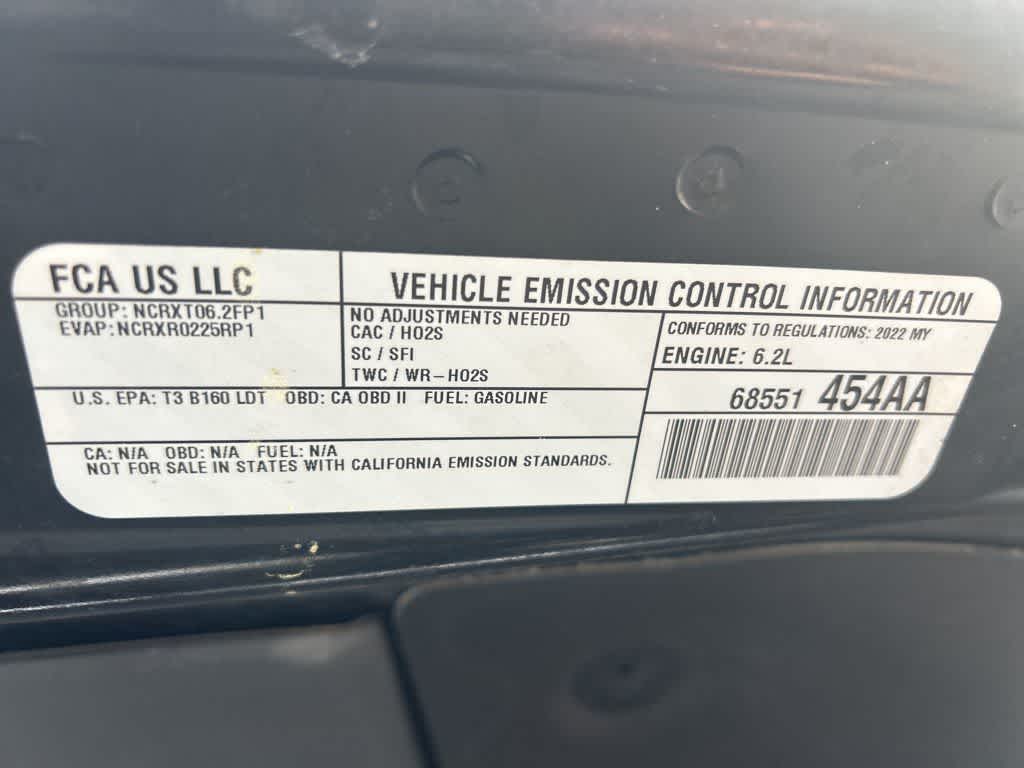 FCA US LLC
VEHICLE EMISSION CONTROL INFORMATION
GROUP: NCRXT06.2FP1
EVAP: NCRXR0225RP1
NO ADJUSTMENTS NEEDED
CAC / HO2S
SC / SFI
TWC / WR-HO2S
CONFORMS TO REGULATIONS: 2022 MY
ENGINE: 6.2L
68551 454AA
U.S. EPA: T3 B160 LDT OBD: CA OBD II FUEL: GASOLINE
CA: N/A OBD: N/A FUEL: N/A
NOT FOR SALE IN STATES WITH CALIFORNIA EMISSION STANDARDS.